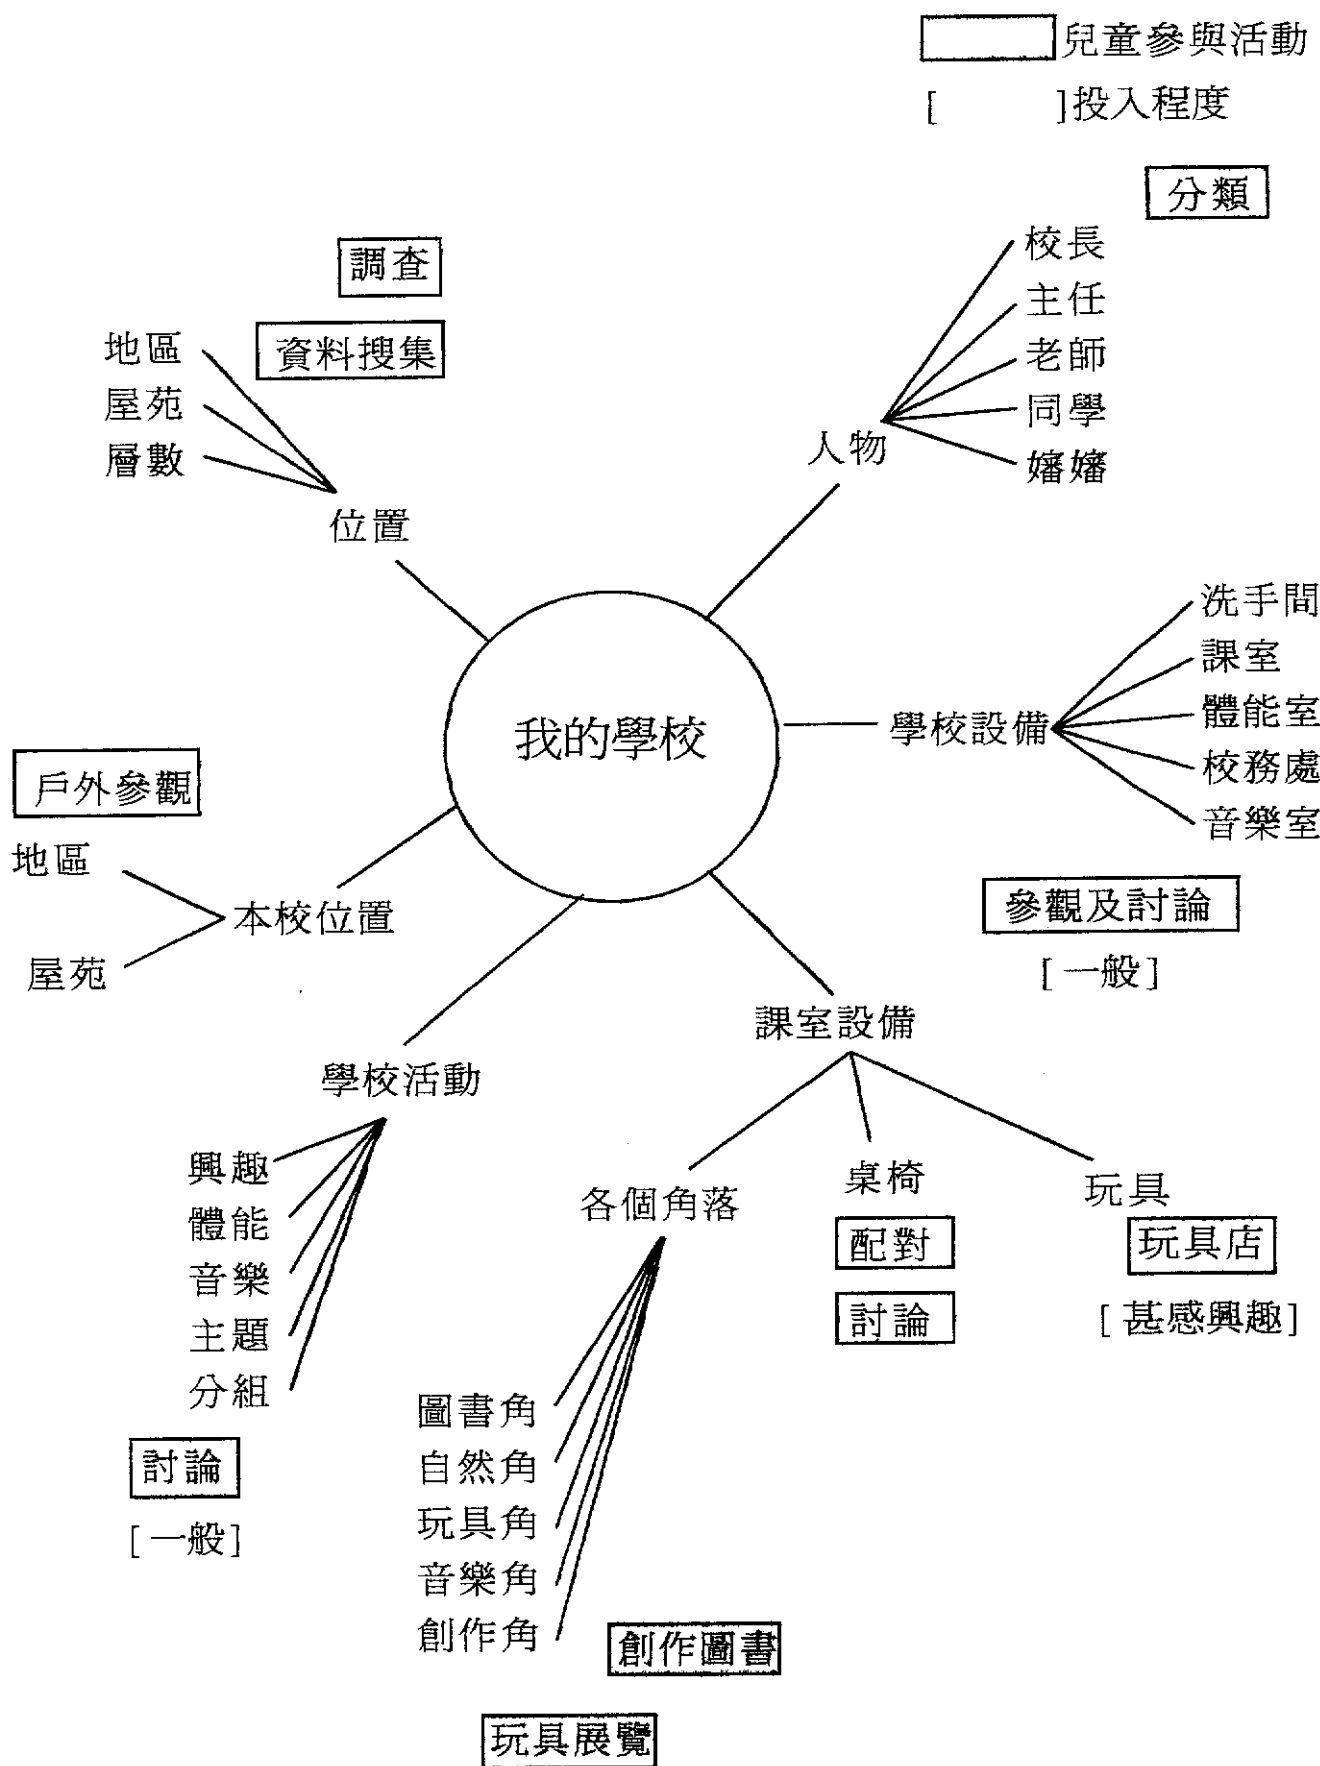 兒童參與活動
[ ]投入程度
分類
校長
主任
老師
同學
嬸嬸
人物
調查
資料搜集
地區
屋苑
層數
位置
我的學校
洗手間
課室
體能室
校務處
音樂室
學校設備
參觀及討論
[一般]
戶外參觀
地區
屋苑
本校位置
課室設備
各個角落
桌椅
玩具
配對
討論
玩具店
[甚感興趣]
學校活動
興趣
體能
音樂
主題
分組
討論
[一般]
圖書角
自然角
玩具角
音樂角
創作角
創作圖書
玩具展覽